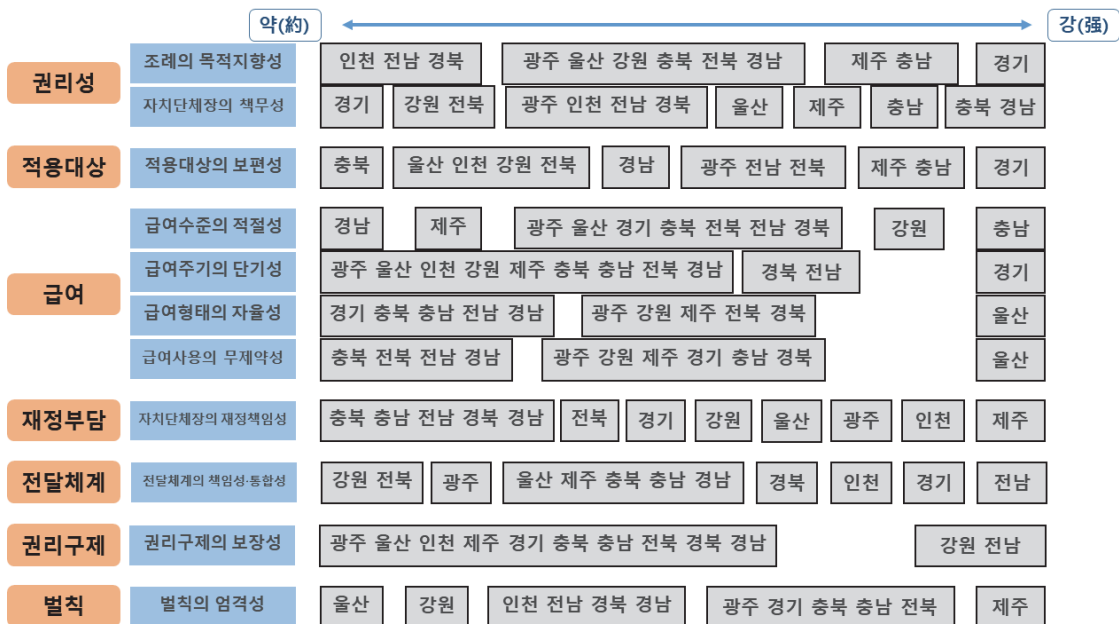 약(約) 강(强)
권리성
조례의 목적지향성 인천 전남 경북 광주 울산 강원 충북 전북 경남 제주 충남 경기
자치단체장의 책무성 경기 강원 전북 광주 인천 전남 경북 울산 제주 충남 충북 경남
적용대상 적용대상의 보편성 충북 울산 인천 강원 전북 경남 광주 전남 전북 제주 충남 경기
급여
급여수준의 적절성 경남 제주 광주 울산 경기 충북 전북 전남 경북 강원 충남
급여주기의 단기성 광주 울산 인천 강원 제주 충북 충남 전북 경남 경북 전남 경기
급여형태의 자율성 경기 충북 충남 전남 경남 광주 강원 제주 전북 경북 울산
급여사용의 무제약성 충북 전북 전남 경남 광주 강원 제주 경기 충남 경북 울산
재정부담 자치단체장의 재정책임성 충북 충남 전남 경북 경남 전북 경기 강원 울산 광주 인천 제주
전달체계 전달체계의 책임성·통합성 강원 전북 광주 울산 제주 충북 충남 경남 경북 인천 경기 전남
권리구제 권리구제의 보장성 광주 울산 인천 제주 경기 충북 충남 전북 경북 경남 강원 전남
벌칙 벌칙의 엄격성 울산 강원 인천 전남 경북 경남 광주 경기 충북 충남 전북 제주